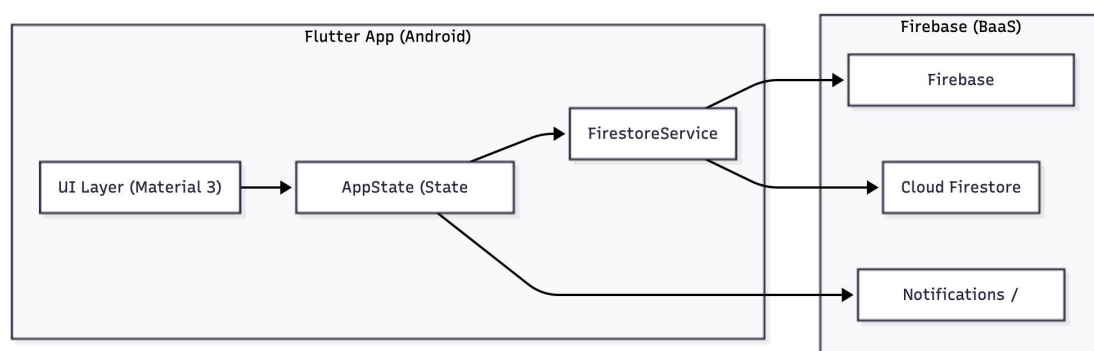 Flutter App (Android)
Firebase (BaaS)
Firebase
FirestoreService
UI Layer (Material 3)
AppState (State
Cloud Firestore
Notifications /